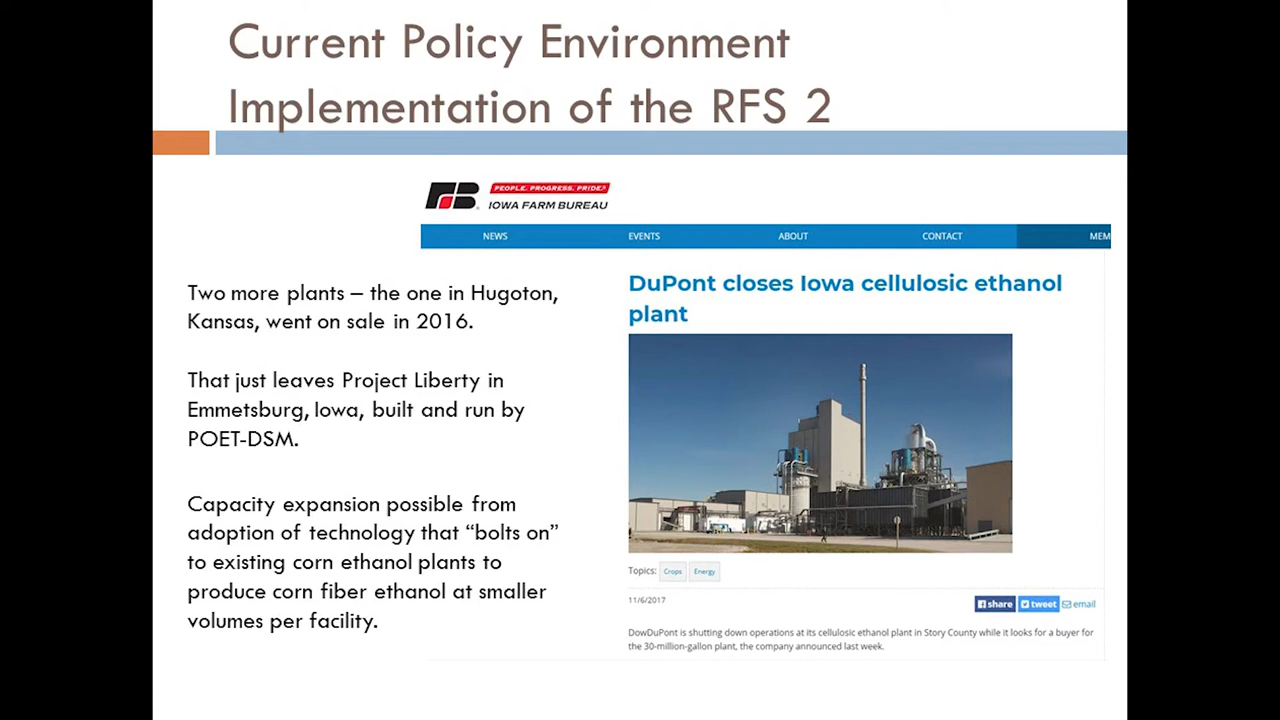 Current Policy Environment
Implementation of the RFS 2
PEOPLE. PROGRESS. PRIDE.®
IOWA FARM BUREAU
NEWS EVENTS ABOUT CONTACT MEM
Two more plants – the one in Hugoton,
Kansas, went on sale in 2016.
That just leaves Project Liberty in
Emmetsburg, Iowa, built and run by
POET-DSM.
Capacity expansion possible from
adoption of technology that “bolts on”
to existing corn ethanol plants to
produce corn fiber ethanol at smaller
volumes per facility.
DuPont closes Iowa cellulosic ethanol
plant
Topics: Crops Energy
11/6/2017
share tweet email
DowDuPont is shutting down operations at its cellulosic ethanol plant in Story County while it looks for a buyer for
the 30-million-gallon plant, the company announced last week.